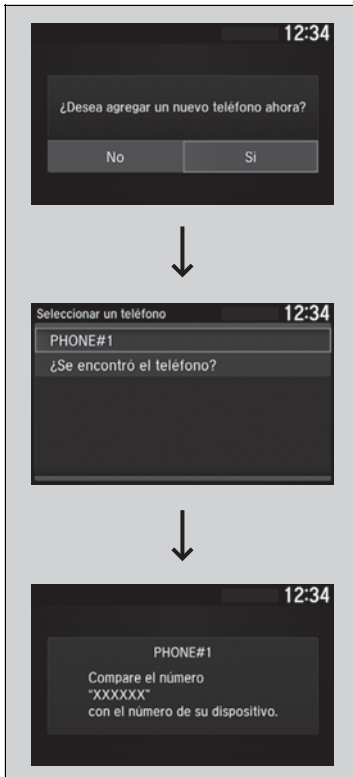 12:34
¿Desea agregar un nuevo teléfono ahora?
No Si
Seleccionar un teléfono 12:34
PHONE#1
¿Se encontró el teléfono?
12:34
PHONE#1
Compare el número
"XXXXXX"
con el número de su dispositivo.